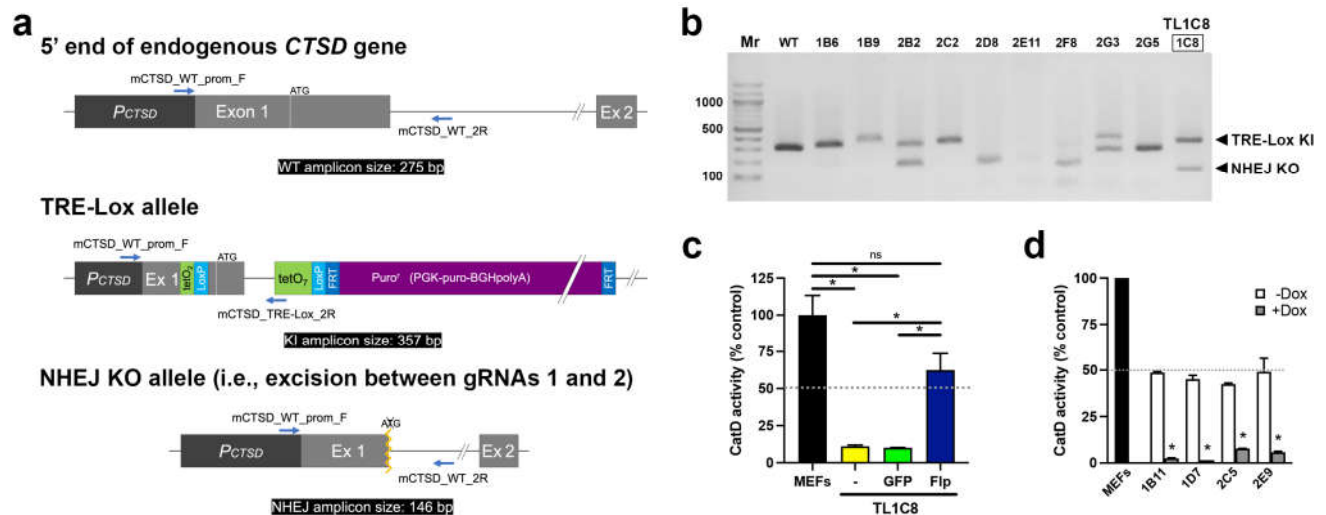 a
5' end of endogenous CTSD gene
mCTSD_WT_prom_F
PCTSD
Exon 1
ATG
Ex 2
mCTSD_WT_2R
WT amplicon size: 275 bp
TRE-Lox allele
mCTSD_WT_prom_F
PCTSD
Ex 1
tetO2
LoxP
ATG
tetO7
LoxP
FRT
Puroʳ (PGK-puro-BGHpolyA)
FRT
mCTSD_TRE-Lox_2R
KI amplicon size: 357 bp
NHEJ KO allele (i.e., excision between gRNAs 1 and 2)
mCTSD_WT_prom_F
PCTSD
Ex 1
ATG
Ex 2
mCTSD_WT_2R
NHEJ amplicon size: 146 bp
b
TL1C8
Mr WT 1B6 1B9 2B2 2C2 2D8 2E11 2F8 2G3 2G5 1C8
1000
500
100
TRE-Lox KI
NHEJ KO
c
CatD activity (% control)
125
100
75
50
25
0
ns
* *
*
*
MEFs - GFP Flp
TL1C8
d
CatD activity (% control)
100
75
50
25
0
-Dox
+Dox
* * * *
MEFs 1B11 1D7 2C5 2E9